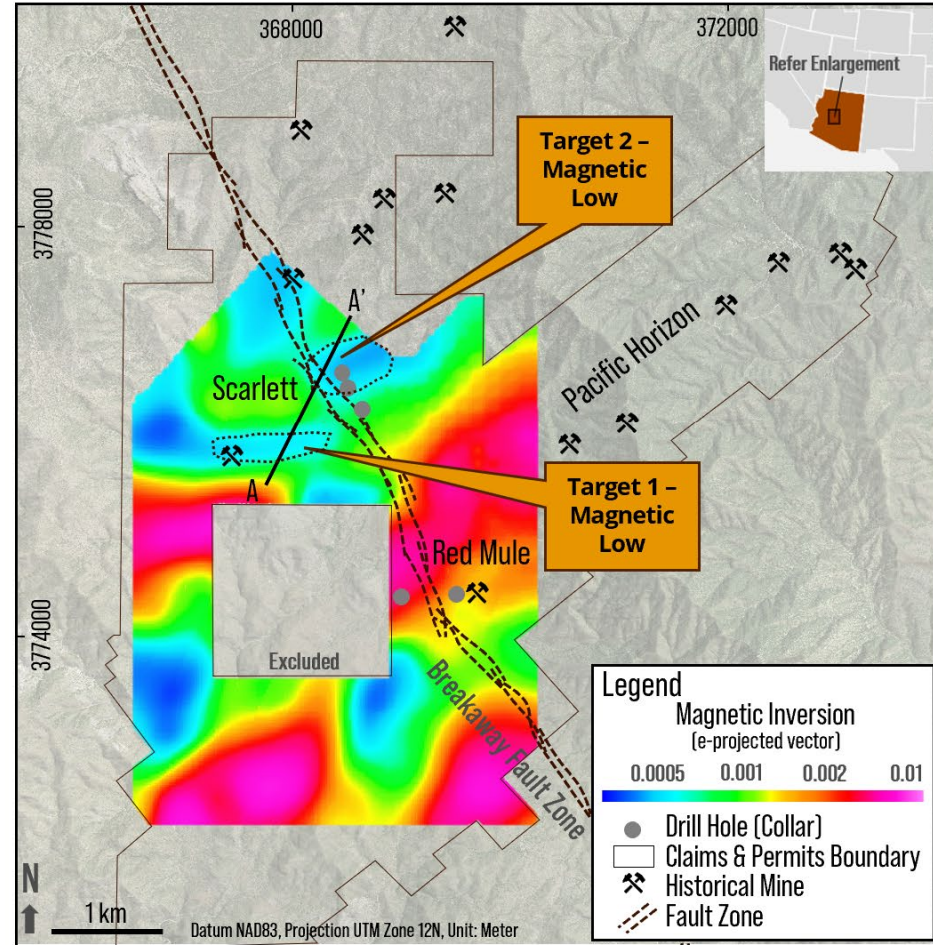 368000
372000
Refer Enlargement
Target 2 –
Magnetic
Low
3778000
A'
Scarlett
Pacific Horizon
A
Target 1 –
Magnetic
Low
Red Mule
3774000
Excluded
Breakaway Fault Zone
Legend
Magnetic Inversion
(e-projected vector)
0.0005 0.001 0.002 0.01
Drill Hole (Collar)
Claims & Permits Boundary
Historical Mine
Fault Zone
N
1 km
Datum NAD83, Projection UTM Zone 12N, Unit: Meter